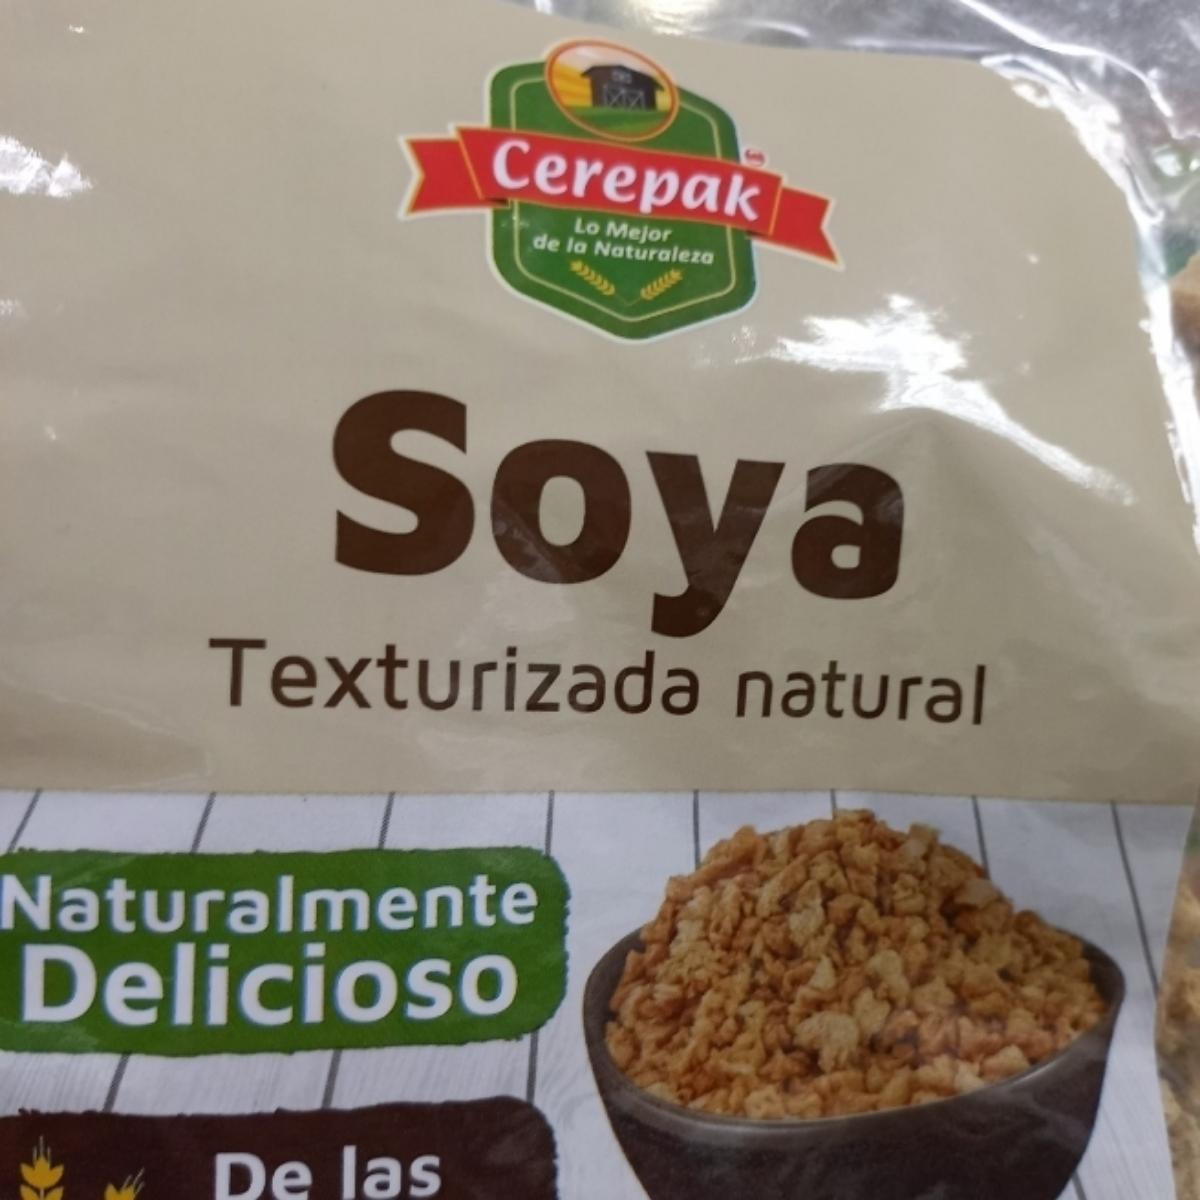 Cerepak
Lo Mejor
de la Naturaleza
Soya
Texturizada natural
Naturalmente
Delicioso
De las